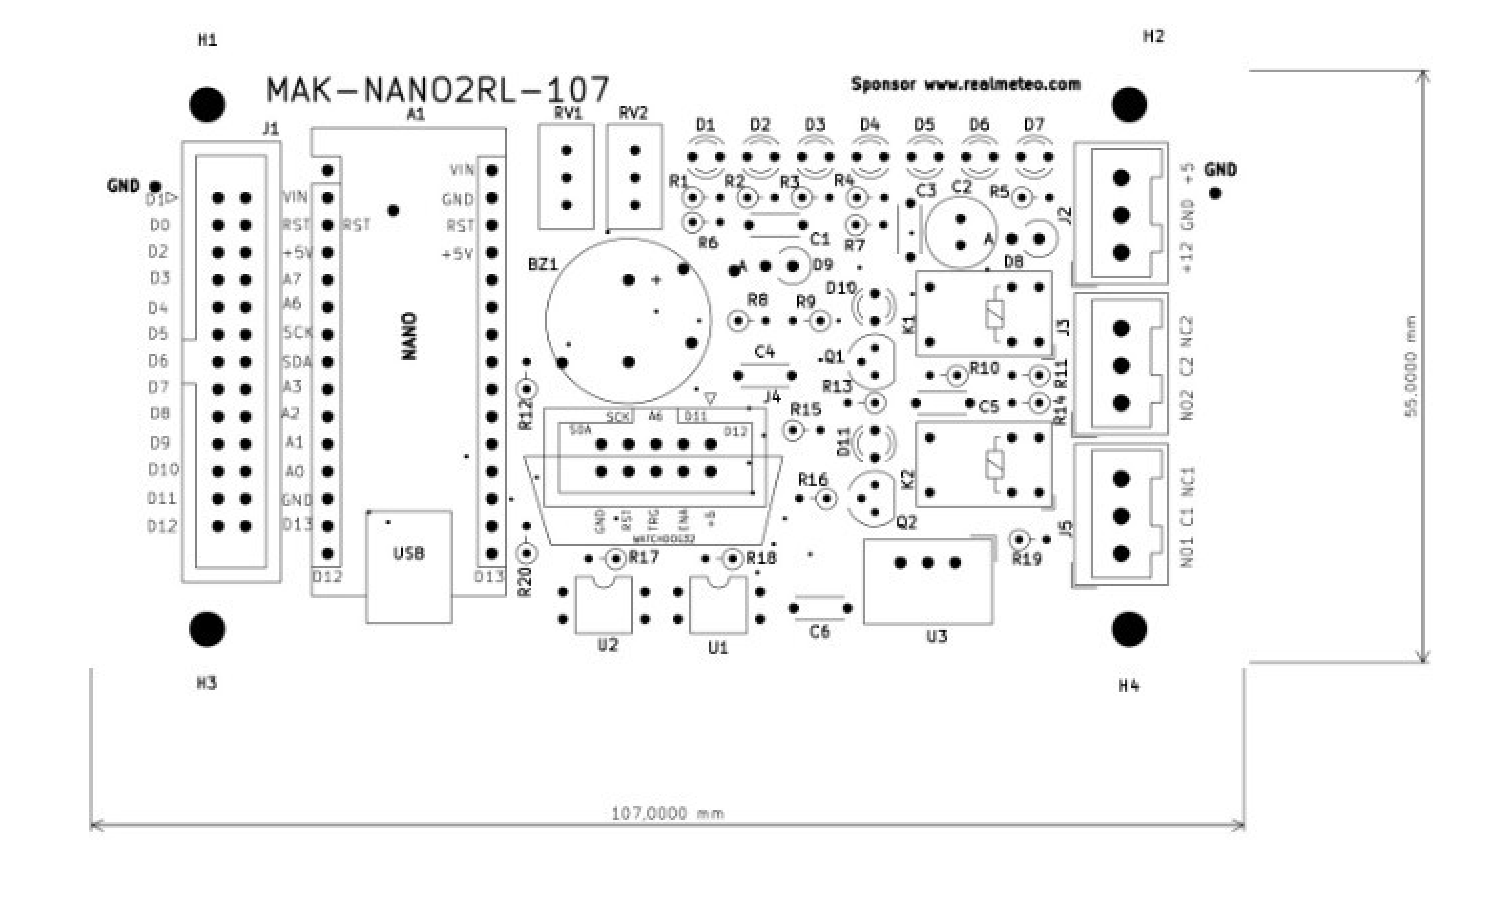 H1
H2
MAK-NANO2RL-107
Sponsor www.realmeteo.com
A1
RV1 RV2
D1 D2 D3 D4 D5 D6 D7
J1
GND
D1
D0
D2
D3
D4
D5
D6
D7
D8
D9
D10
D11
D12
VIN
RST
+5V
A7
A6
SCK
SDA
A3
A2
A1
A0
GND
D13
RST
VIN
GND
RST
+5V
NANO
USB
D12
D13
R1 R2 R3 R4
C3 C2 R5
R6
C1
R7
A
D8
BZ1
+
A
D9
D10
R8 R9
K1
C4
Q1
R10
R11
R13
J4
R12
R15
C5
R14
SCK A6 D11
SDA
D12
D11
R16
K2
Q2
GND
RST
TRG
ENA
+5
WATCHDOG32
R17
R18
R19
R20
U2
U1
C6
U3
J2
+12 GND +5
GND
J3
NO2 C2 NC2
J5
NO1 C1 NC1
H3
H4
55.0000 mm
107,0000 mm